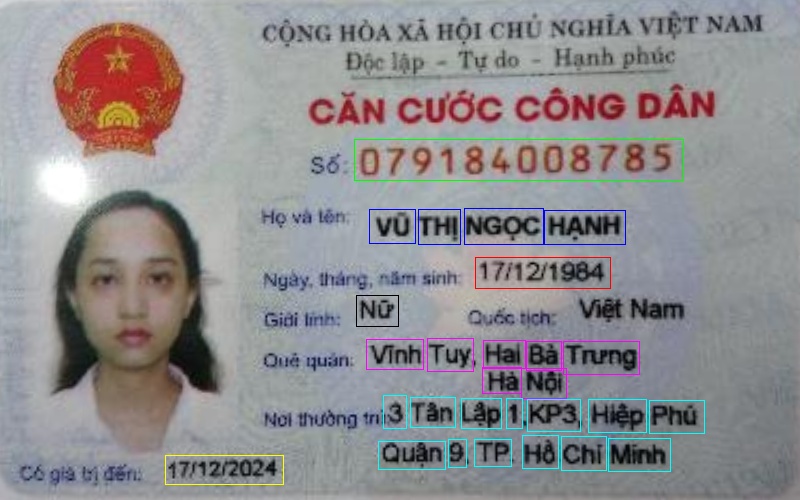 CỘNG HÒA XÃ HỘI CHỦ NGHĨA VIỆT NAM
Độc lập - Tự do - Hạnh phúc
CĂN CƯỚC CÔNG DÂN
Số: 079184008785
Họ và tên: VŨ THỊ NGỌC HẠNH
Ngày, tháng, năm sinh: 17/12/1984
Giới tính: Nữ Quốc tịch: Việt Nam
Quê quán: Vĩnh Tuy, Hai Bà Trưng
Hà Nội
Nơi thường trú: 3 Tân Lập 1, KP3, Hiệp Phú
Quận 9, TP. Hồ Chí Minh
Có giá trị đến: 17/12/2024